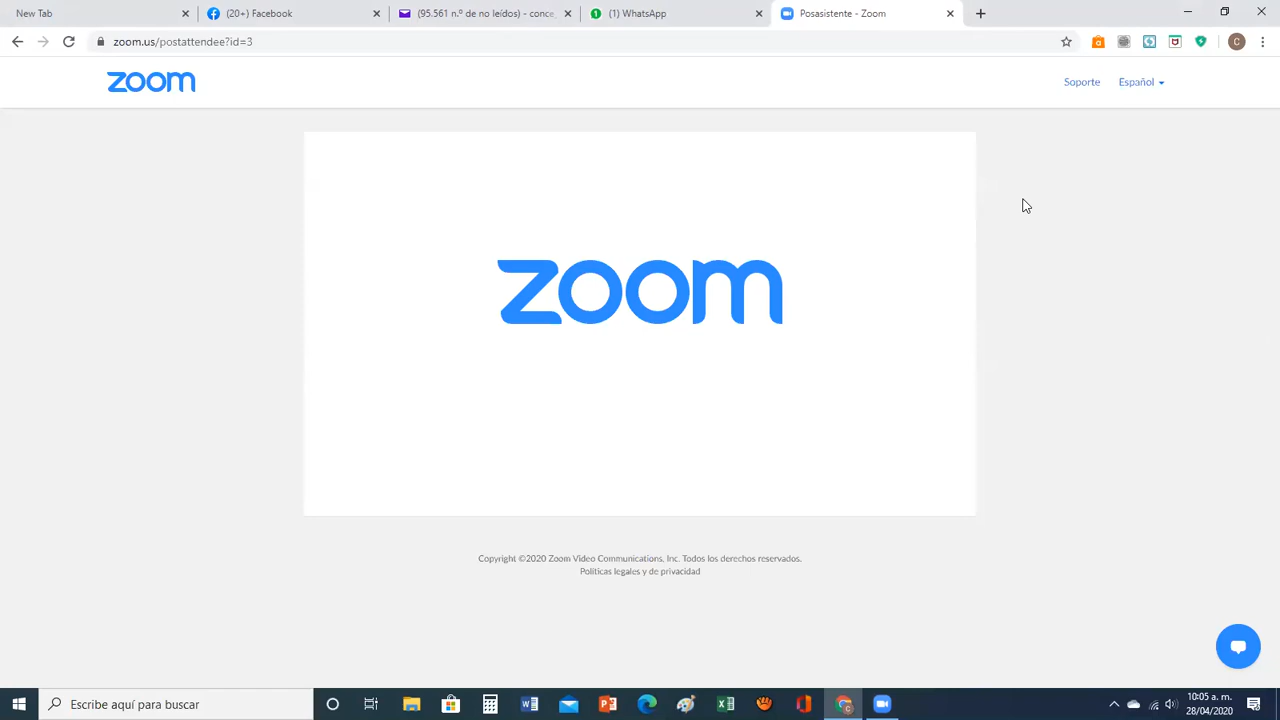 New Tab
(20+) Facebook
(95.561 n.º de no leídos) - conce
(1) WhatsApp
Posasistente - Zoom
zoom.us/postattendee?id=3
C
zoom
Soporte
Español
zoom
Copyright ©2020 Zoom Video Communications, Inc. Todos los derechos reservados.
Políticas legales y de privacidad
Escribe aquí para buscar
10:05 a. m.
28/04/2020